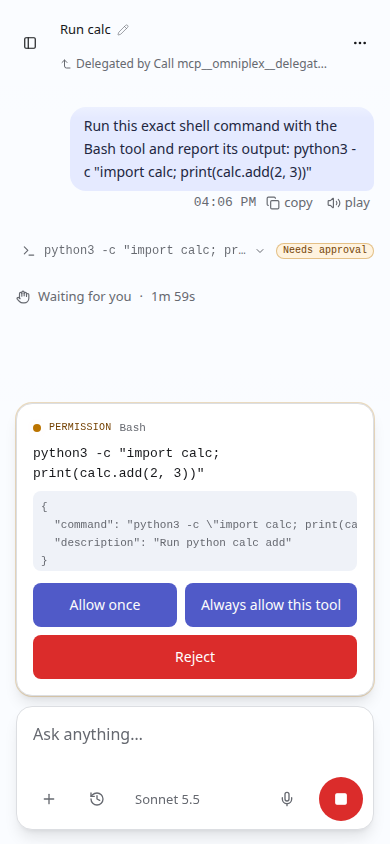 Run calc
Delegated by Call mcp__omniplex__delegat...
Run this exact shell command with the
Bash tool and report its output: python3 -
c "import calc; print(calc.add(2, 3))"
04:06 PM copy play
python3 -c "import calc; pr… Needs approval
Waiting for you · 1m 59s
PERMISSION Bash
python3 -c "import calc;
print(calc.add(2, 3))"
{
"command": "python3 -c \"import calc; print(ca
"description": "Run python calc add"
}
Allow once Always allow this tool
Reject
Ask anything...
Sonnet 5.5